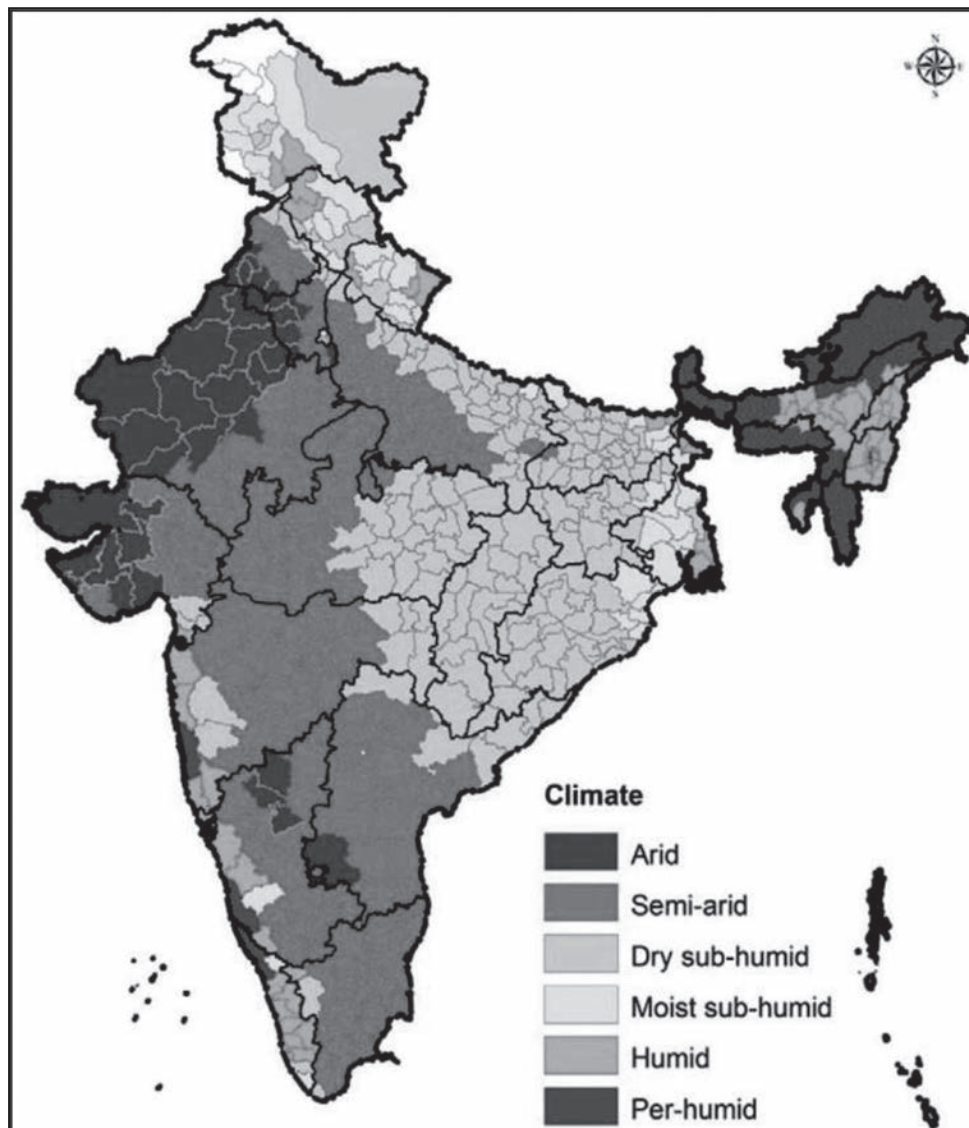 N
W E
S
Climate
Arid
Semi-arid
Dry sub-humid
Moist sub-humid
Humid
Per-humid